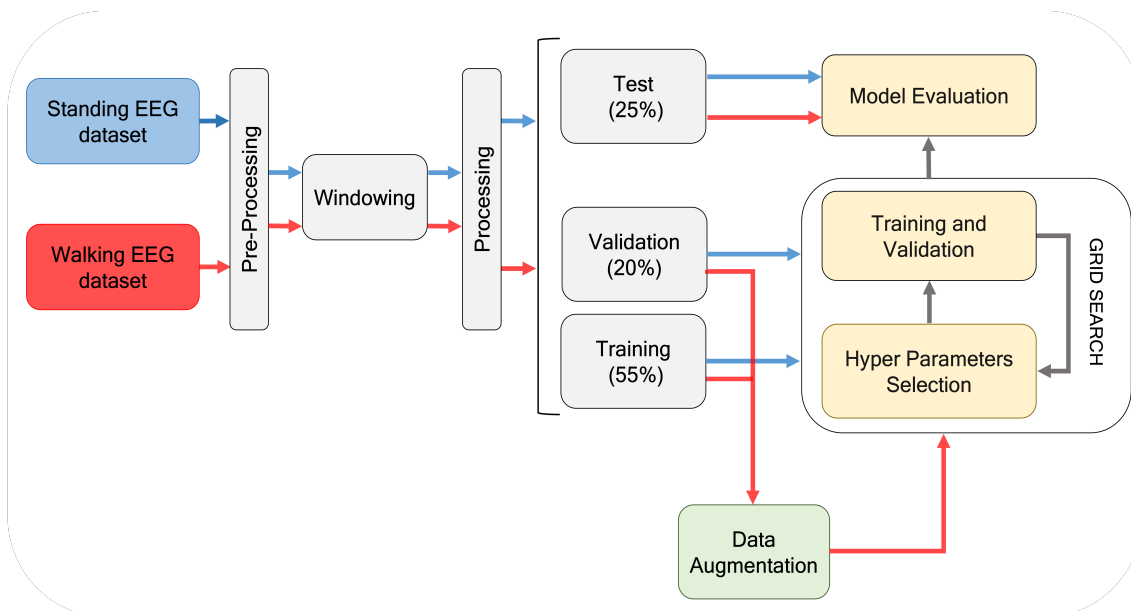 Standing EEG
dataset
Walking EEG
dataset
Pre-Processing
Windowing
Processing
Test
(25%)
Validation
(20%)
Training
(55%)
Model Evaluation
Training and
Validation
Hyper Parameters
Selection
GRID SEARCH
Data
Augmentation